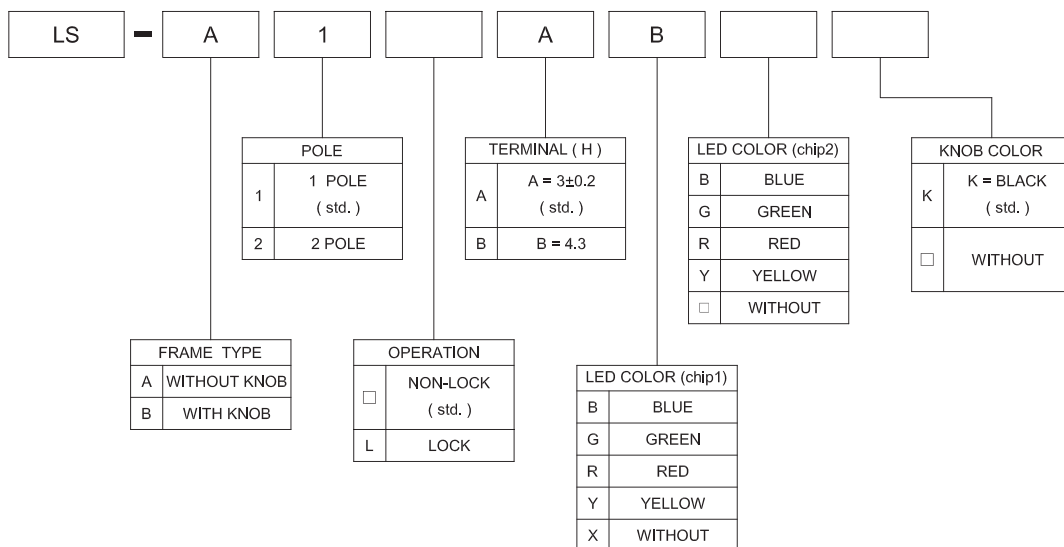 LS - A 1 A B
POLE
1 1 POLE
( std. )
2 2 POLE
TERMINAL ( H )
A A = 3±0.2
( std. )
B B = 4.3
LED COLOR (chip2)
B BLUE
G GREEN
R RED
Y YELLOW
□ WITHOUT
KNOB COLOR
K K = BLACK
( std. )
□ WITHOUT
FRAME TYPE
A WITHOUT KNOB
B WITH KNOB
OPERATION
□ NON-LOCK
( std. )
L LOCK
LED COLOR (chip1)
B BLUE
G GREEN
R RED
Y YELLOW
X WITHOUT